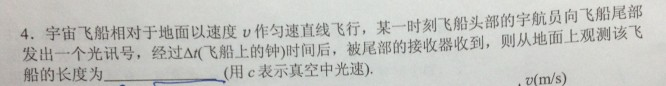 4. 宇宙飞船相对于地面以速度 v 作匀速直线飞行，某一时刻飞船头部的宇航员向飞船尾部
发出一个光讯号，经过Δt(飞船上的钟)时间后，被尾部的接收器收到，则从地面上观测该飞
船的长度为__________(用 c 表示真空中光速).
v(m/s)